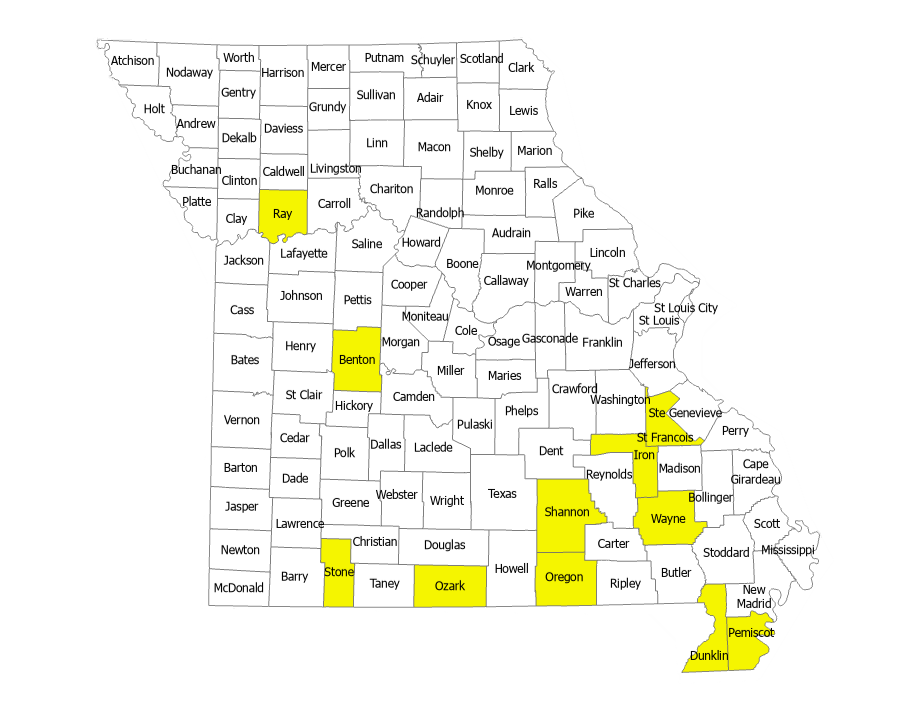 Atchison
Nodaway
Worth
Harrison
Mercer
Putnam
Schuyler
Scotland
Clark
Gentry
Holt
Grundy
Sullivan
Adair
Knox
Lewis
Andrew
Dekalb
Daviess
Linn
Macon
Shelby
Marion
Buchanan
Clinton
Caldwell
Livingston
Chariton
Monroe
Ralls
Platte
Clay
Ray
Carroll
Randolph
Pike
Audrain
Jackson
Lafayette
Saline
Howard
Boone
Callaway
Montgomery
Lincoln
Warren
St Charles
Cass
Johnson
Pettis
Cooper
Moniteau
Cole
Osage
Gasconade
Franklin
St Louis City
St Louis
Bates
Henry
Benton
Morgan
Miller
Maries
Jefferson
Vernon
St Clair
Hickory
Camden
Pulaski
Phelps
Crawford
Washington
Ste Genevieve
St Francois
Perry
Cedar
Polk
Dallas
Laclede
Dent
Iron
Reynolds
Madison
Bollinger
Cape
Girardeau
Barton
Dade
Greene
Webster
Wright
Texas
Shannon
Wayne
Jasper
Lawrence
Christian
Douglas
Howell
Carter
Stoddard
Scott
Mississippi
Newton
McDonald
Barry
Stone
Taney
Ozark
Oregon
Ripley
Butler
New
Madrid
Pemiscot
Dunklin